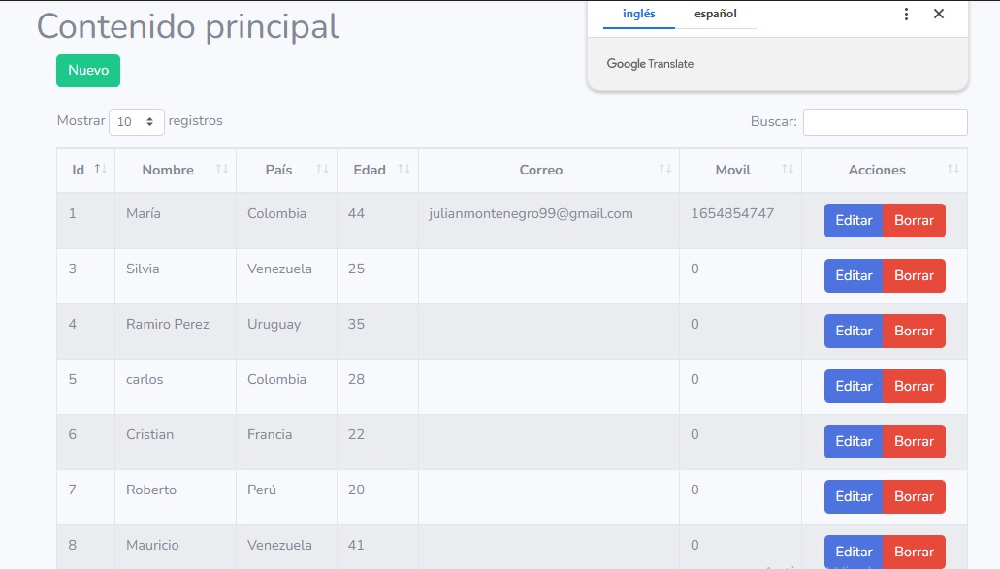 Contenido principal
inglés español
Google Translate
Nuevo
Mostrar 10 registros
Buscar:
Id Nombre País Edad Correo Movil Acciones
1 María Colombia 44 julianmontenegro99@gmail.com 1654854747 Editar Borrar
3 Silvia Venezuela 25 0 Editar Borrar
4 Ramiro Perez Uruguay 35 0 Editar Borrar
5 carlos Colombia 28 0 Editar Borrar
6 Cristian Francia 22 0 Editar Borrar
7 Roberto Perú 20 0 Editar Borrar
8 Mauricio Venezuela 41 0 Editar Borrar